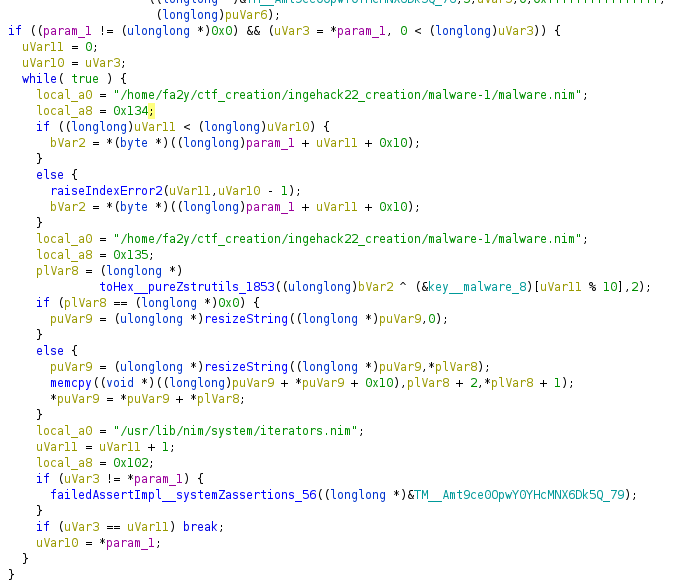 (longlong *)puVar6);
if ((param_1 != (ulonglong *)0x0) && (uVar3 = *param_1, 0 < (longlong)uVar3)) {
uVar11 = 0;
uVar10 = uVar3;
while( true ) {
local_a0 = "/home/fa2y/ctf_creation/ingehack22_creation/malware-1/malware.nim";
local_a8 = 0x134;
if ((longlong)uVar11 < (longlong)uVar10) {
bVar2 = *(byte *)((longlong)param_1 + uVar11 + 0x10);
}
else {
raiseIndexError2(uVar11,uVar10 - 1);
bVar2 = *(byte *)((longlong)param_1 + uVar11 + 0x10);
}
local_a0 = "/home/fa2y/ctf_creation/ingehack22_creation/malware-1/malware.nim";
local_a8 = 0x135;
plVar8 = (longlong *)
toHex__pureZstrutils_1853((ulonglong)bVar2 ^ (&key__malware_8)[uVar11 % 10],2);
if (plVar8 == (longlong *)0x0) {
puVar9 = (ulonglong *)resizeString((longlong *)puVar9,0);
}
else {
puVar9 = (ulonglong *)resizeString((longlong *)puVar9,*plVar8);
memcpy((void *)((longlong)puVar9 + *puVar9 + 0x10),plVar8 + 2,*plVar8 + 1);
*puVar9 = *puVar9 + *plVar8;
}
local_a0 = "/usr/lib/nim/system/iterators.nim";
uVar11 = uVar11 + 1;
local_a8 = 0x102;
if (uVar3 != *param_1) {
failedAssertImpl__systemZassertions_56((longlong *)&TM__Amt9ce0OpwY0YHcMNX6Dk5Q_79);
}
if (uVar3 == uVar11) break;
uVar10 = *param_1;
}
}